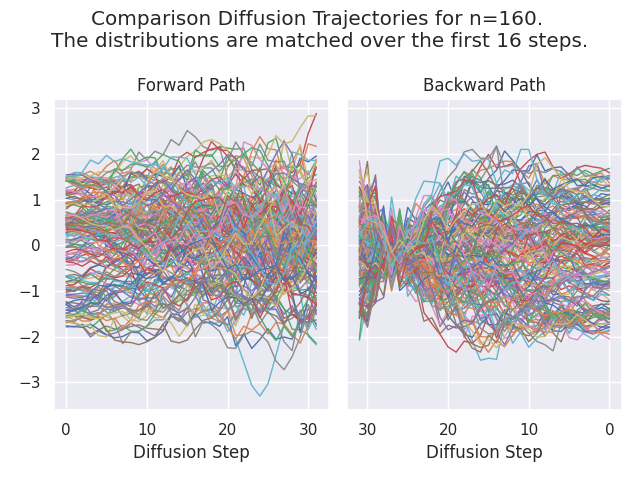 Comparison Diffusion Trajectories for n=160.
The distributions are matched over the first 16 steps.
Forward Path
Backward Path
3
2
1
0
−1
−2
−3
0 10 20 30
30 20 10 0
Diffusion Step
Diffusion Step